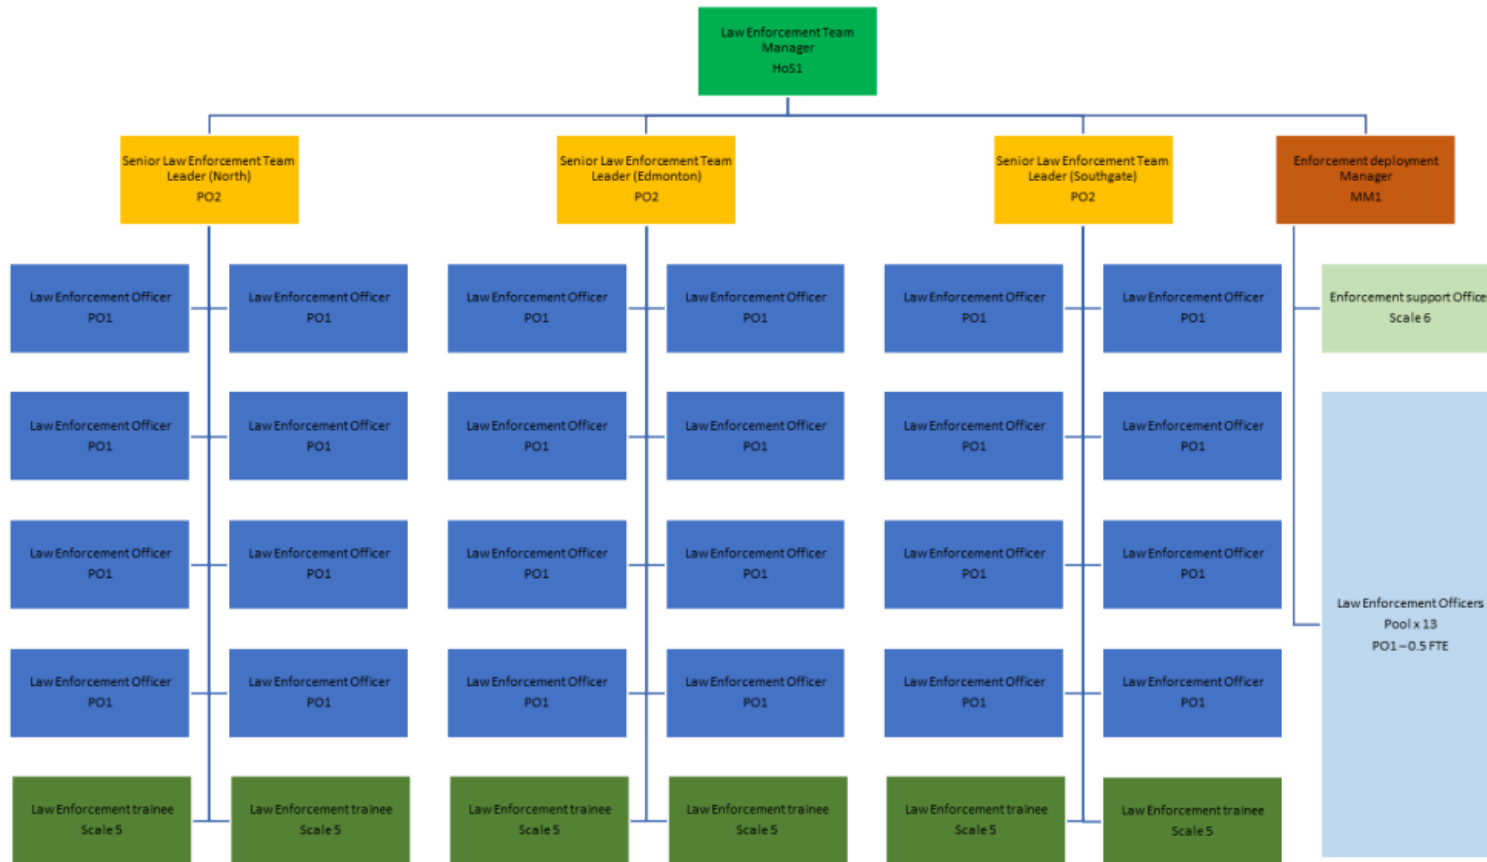 Law Enforcement Team
Manager
HoS1
Senior Law Enforcement Team
Leader (North)
PO2
Senior Law Enforcement Team
Leader (Edmonton)
PO2
Senior Law Enforcement Team
Leader (Southgate)
PO2
Enforcement deployment
Manager
MM1
Law Enforcement Officer
PO1
Law Enforcement Officer
PO1
Law Enforcement Officer
PO1
Law Enforcement Officer
PO1
Law Enforcement Officer
PO1
Law Enforcement Officer
PO1
Enforcement support Office
Scale 6
Law Enforcement Officer
PO1
Law Enforcement Officer
PO1
Law Enforcement Officer
PO1
Law Enforcement Officer
PO1
Law Enforcement Officer
PO1
Law Enforcement Officer
PO1
Law Enforcement Officer
PO1
Law Enforcement Officer
PO1
Law Enforcement Officer
PO1
Law Enforcement Officer
PO1
Law Enforcement Officer
PO1
Law Enforcement Officer
PO1
Law Enforcement Officers
Pool x 13
PO1 – 0.5 FTE
Law Enforcement Officer
PO1
Law Enforcement Officer
PO1
Law Enforcement Officer
PO1
Law Enforcement Officer
PO1
Law Enforcement Officer
PO1
Law Enforcement Officer
PO1
Law Enforcement trainee
Scale 5
Law Enforcement trainee
Scale 5
Law Enforcement trainee
Scale 5
Law Enforcement trainee
Scale 5
Law Enforcement trainee
Scale 5
Law Enforcement trainee
Scale 5